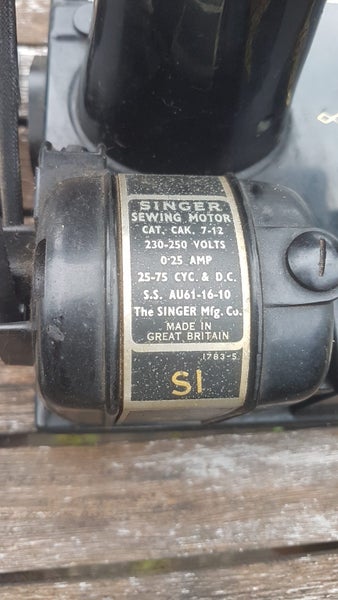 SINGER
SEWING MOTOR
CAT. CAK. 7-12
230-250 VOLTS
0·25 AMP
25-75 CYC. & D.C.
S.S. AU61-16-10
The SINGER Mfg. Co.
MADE IN
GREAT BRITAIN
1783-S
S1